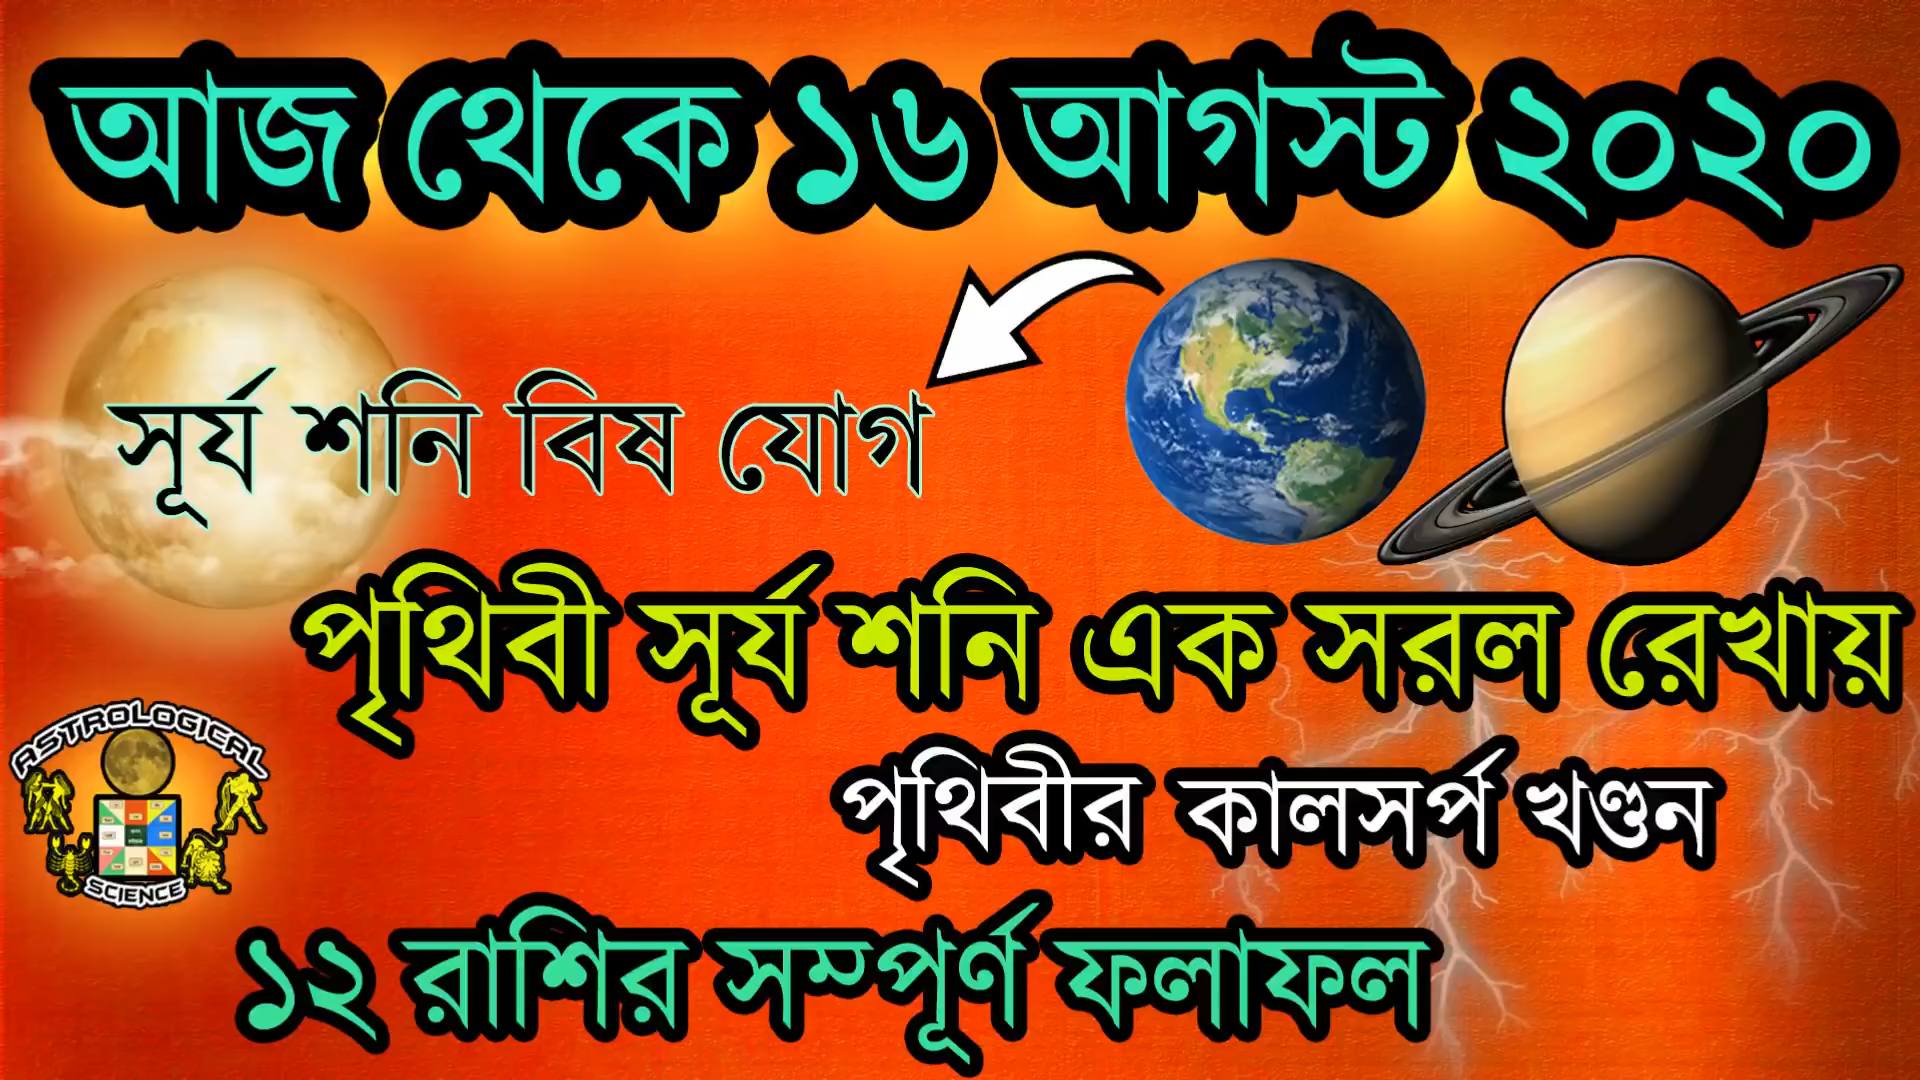 আজ থেকে ১৬ আগস্ট ২০২০
সূর্য শনি বিষ যোগ
পৃথিবী সূর্য শনি এক সরল রেখায়
পৃথিবীর কালসর্প খণ্ডন
১২ রাশির সম্পূর্ণ ফলাফল
ASTROLOGICAL
SCIENCE